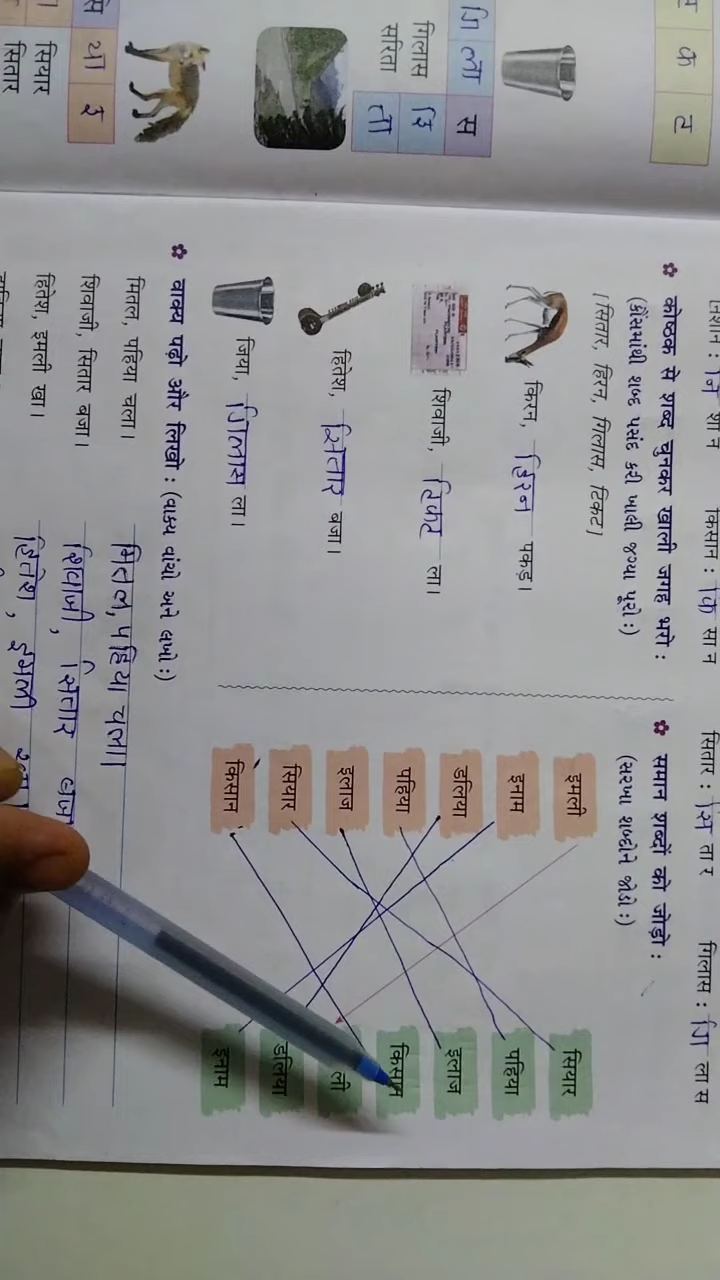 क
ट
गि ला स
रि
ता
गिलास
सरिता
या र
सियार
सितार
नि शा न
किसान : कि सा न
सितार : सि ता र
गिलास : गि ला स
कोष्ठक से शब्द चुनकर खाली जगह भरो :
(કૌંસમાંથી શબ્દ પસંદ કરી ખાલી જગ્યા પૂરો :)
[ सितार, हिरन, गिलास, टिकट ]
किरन, हिरन पकड़ ।
शिवाजी, टिकट ला ।
हितेश, सितार बजा ।
जिया, गिलास ला ।
समान शब्दों को जोड़ो :
(સરખા શબ્દોને જોડો :)
इमली
इनाम
डलिया
पहिया
इलाज
सियार
किसान
सियार
पहिया
इलाज
किसान
ली
डलिया
इनाम
वाक्य पढ़ो और लिखो : (વાક્ય વાંચો અને લખો :)
मितल, पहिया चला । मितल, पहिया चला।
शिवाजी, सितार बजा । शिवाजी, सितार
हितेश, इमली खा । हितेश, इमली